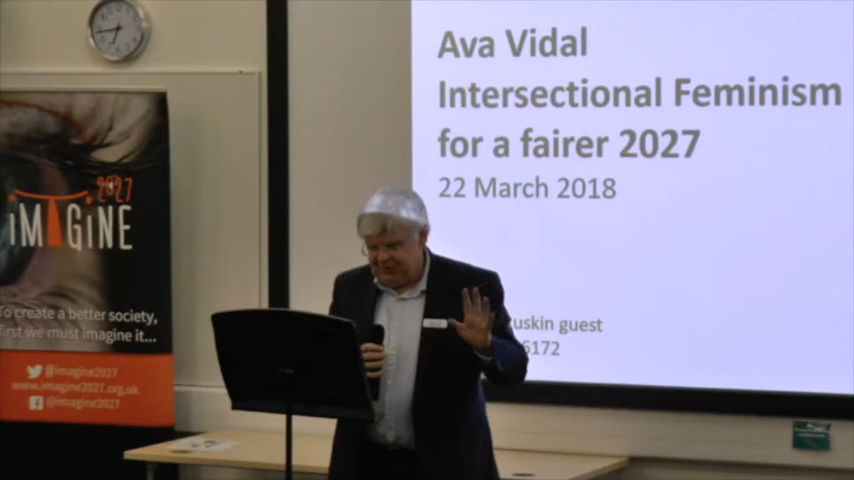 2027
iMAGiNE
To create a better society,
first we must imagine it...
#imagine2027
www.imagine2027.org.uk
@imagine2027
Ava Vidal
Intersectional Feminism
for a fairer 2027
22 March 2018
guest
6172